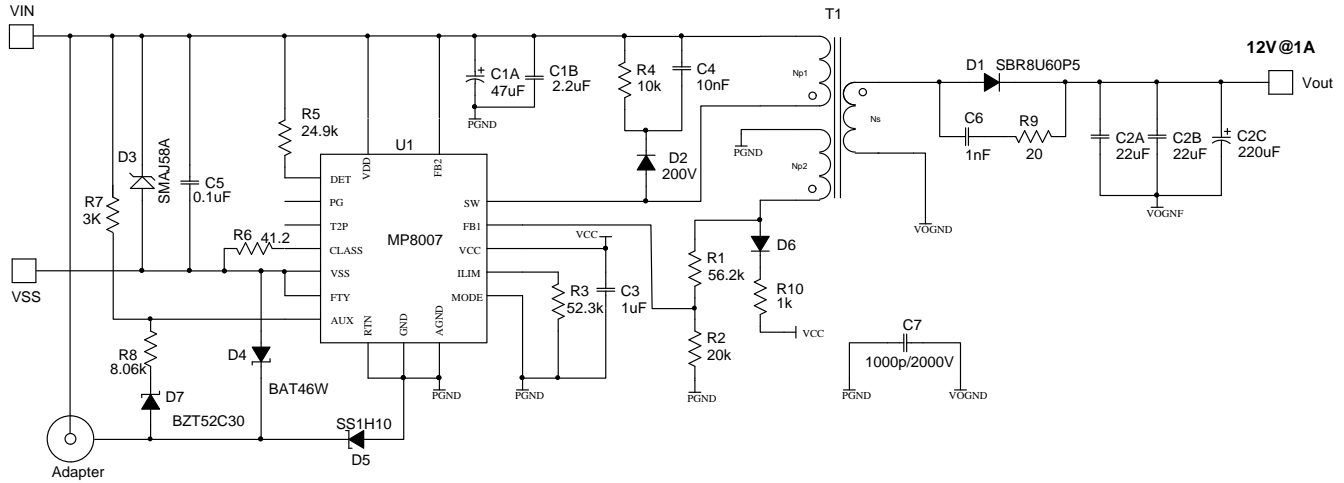 VIN
T1
12V@1A
Vout
D1 SBR8U60P5
C1A
47uF
C1B
2.2uF
R4
10k
C4
10nF
Np1
Ns
Np2
C6
1nF
R9
20
C2A
22uF
C2B
22uF
C2C
220uF
VOGNF
VOGND
PGND
PGND
R5
24.9k
U1
D3
SMAJ58A
C5
0.1uF
R7
3K
R6 41.2
D2
200V
VDD
FB2
DET
PG
T2P
CLASS
VSS
FTY
AUX
MP8007
SW
FB1
VCC
ILIM
MODE
RTN
GND
AGND
VCC
VSS
R3
52.3k
C3
1uF
R1
56.2k
D6
R10
1k
VCC
R2
20k
C7
1000p/2000V
PGND
VOGND
PGND
PGND
PGND
R8
8.06k
D7
BZT52C30
D4
BAT46W
SS1H10
D5
Adapter